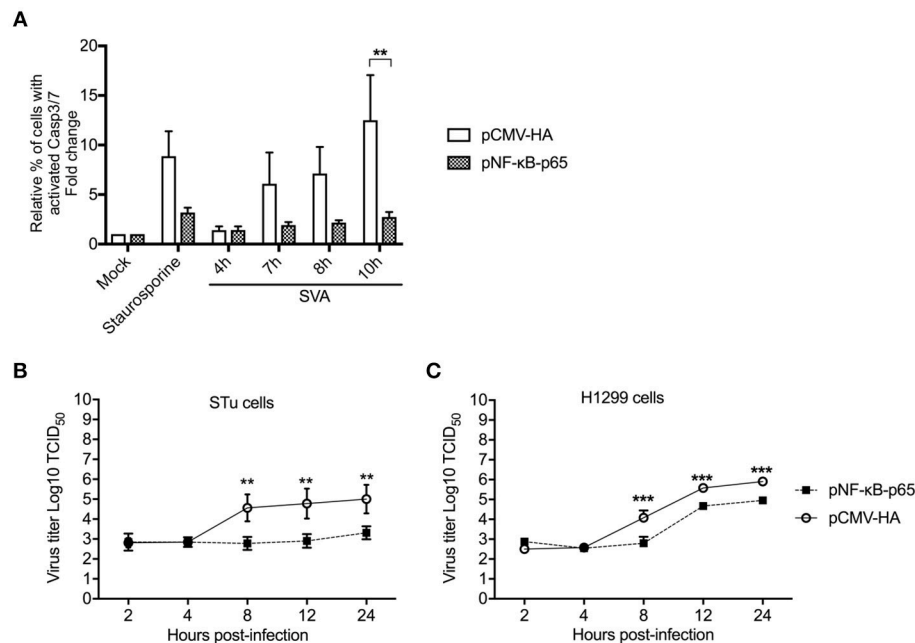 A
Relative % of cells with
activated Casp3/7
Fold change
20
15
10
5
0
**
pCMV-HA
pNF-κB-p65
Mock
Staurosporine
4h
7h
8h
10h
SVA
B
STu cells
Virus titer Log10 TCID50
10
9
8
7
6
5
4
3
2
1
0
** ** **
2 4 8 12 24
Hours post-infection
C
H1299 cells
Virus titer Log10 TCID50
10
9
8
7
6
5
4
3
2
1
0
*** *** ***
2 4 8 12 24
Hours post-infection
pNF-κB-p65
pCMV-HA